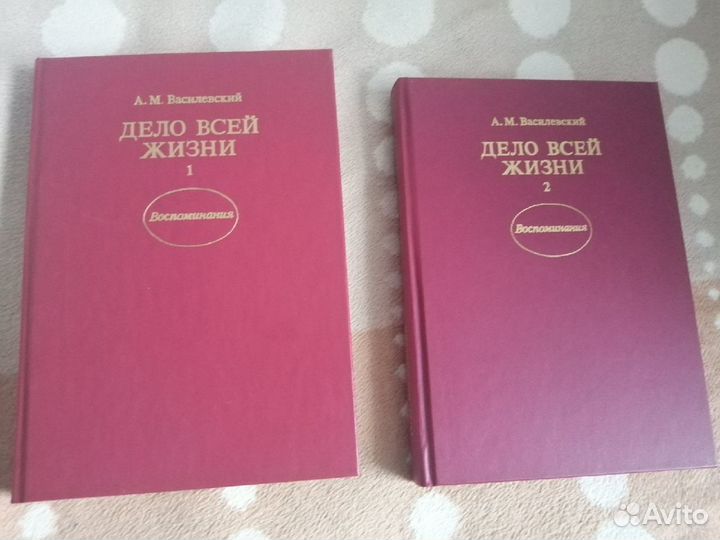 А. М. Василевский
ДЕЛО ВСЕЙ
ЖИЗНИ
1
Воспоминания
А. М. Василевский
ДЕЛО ВСЕЙ
ЖИЗНИ
2
Воспоминания
Avito